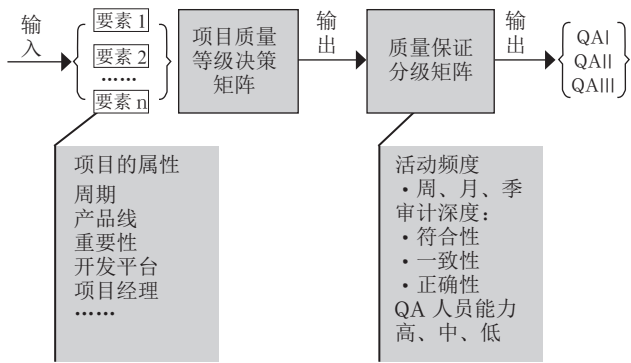 输入
要素 1
要素 2
……
要素 n
项目质量
等级决策
矩阵
输出
质量保证
分级矩阵
输出
QAI
QAII
QAIII
项目的属性
周期
产品线
重要性
开发平台
项目经理
……
活动频度
·周、月、季
审计深度：
·符合性
·一致性
·正确性
QA 人员能力
高、中、低